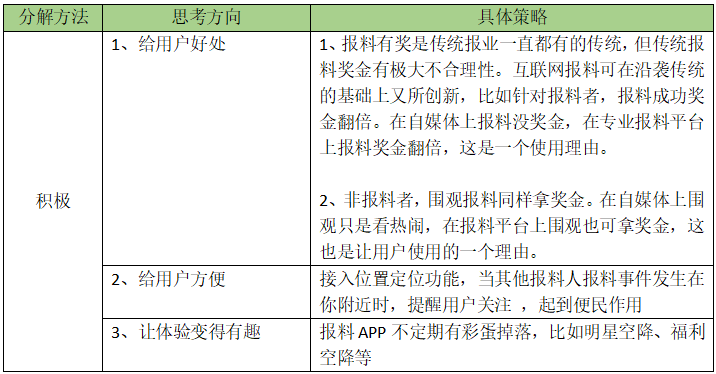 分解方法 思考方向 具体策略
积极
1、给用户好处
1、报料有奖是传统报业一直都有的传统，但传统报
料奖金有极大不合理性。互联网报料可在沿袭传统
的基础上又所创新，比如针对报料者，报料成功奖
金翻倍。在自媒体上报料没奖金，在专业报料平台
上报料奖金翻倍，这是一个使用理由。
2、非报料者，围观报料同样拿奖金。在自媒体上围
观只是看热闹，在报料平台上围观也可拿奖金，这
也是让用户使用的一个理由。
2、给用户方便
接入位置定位功能，当其他报料人报料事件发生在
你附近时，提醒用户关注 ，起到便民作用
3、让体验变得有趣
报料 APP 不定期有彩蛋掉落，比如明星空降、福利
空降等